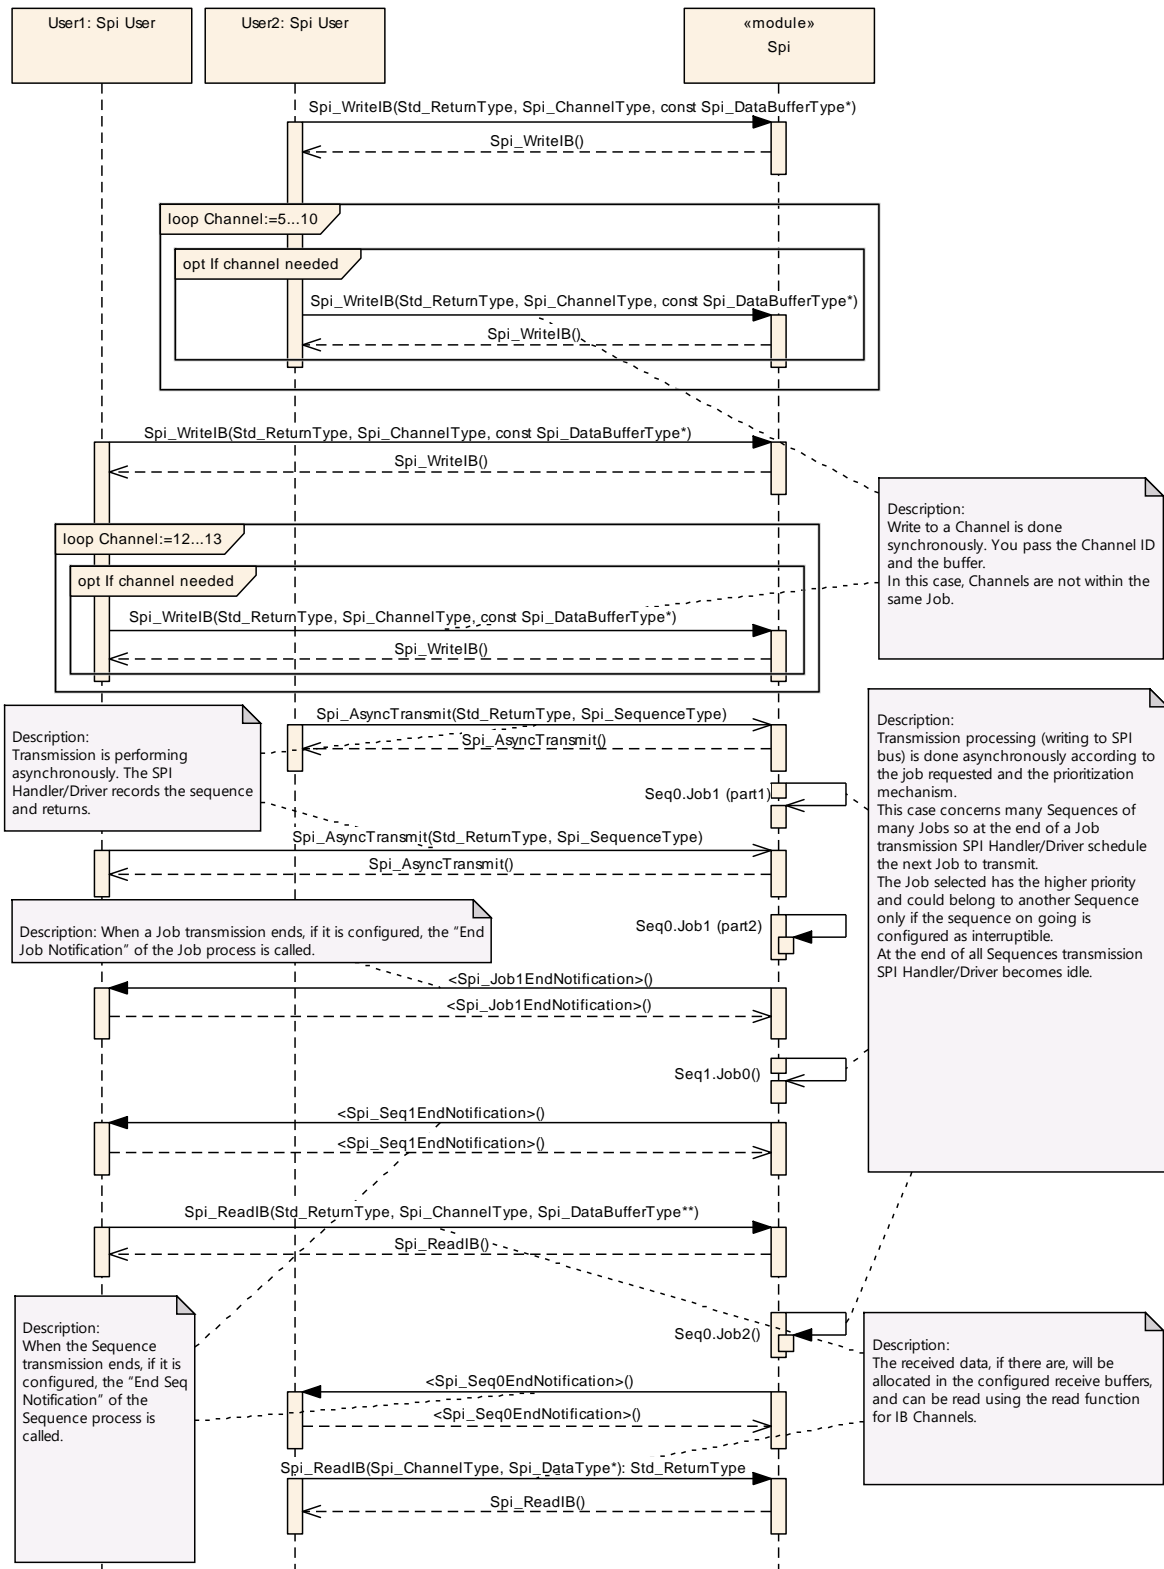 User1: Spi User
User2: Spi User
«module»
Spi
Spi_WriteIB(Std_ReturnType, Spi_ChannelType, const Spi_DataBufferType*)
Spi_WriteIB()
loop Channel:=5...10
opt If channel needed
Spi_WriteIB(Std_ReturnType, Spi_ChannelType, const Spi_DataBufferType*)
Spi_WriteIB()
Spi_WriteIB(Std_ReturnType, Spi_ChannelType, const Spi_DataBufferType*)
Spi_WriteIB()
Description:
Write to a Channel is done
synchronously. You pass the Channel ID
and the buffer.
In this case, Channels are not within the
same Job.
loop Channel:=12...13
opt If channel needed
Spi_WriteIB(Std_ReturnType, Spi_ChannelType, const Spi_DataBufferType*)
Spi_WriteIB()
Description:
Transmission is performing
asynchronously. The SPI
Handler/Driver records the sequence
and returns.
Spi_AsyncTransmit(Std_ReturnType, Spi_SequenceType)
Spi_AsyncTransmit()
Description:
Transmission processing (writing to SPI
bus) is done asynchronously according to
the job requested and the prioritization
mechanism.
This case concerns many Sequences of
many Jobs so at the end of a Job
transmission SPI Handler/Driver schedule
the next Job to transmit.
The Job selected has the higher priority
and could belong to another Sequence
only if the sequence on going is
configured as interruptible.
At the end of all Sequences transmission
SPI Handler/Driver becomes idle.
Seq0.Job1 (part1)
Spi_AsyncTransmit(Std_ReturnType, Spi_SequenceType)
Spi_AsyncTransmit()
Seq0.Job1 (part2)
Description: When a Job transmission ends, if it is configured, the “End
Job Notification” of the Job process is called.
<Spi_Job1EndNotification>()
<Spi_Job1EndNotification>()
Seq1.Job0()
<Spi_Seq1EndNotification>()
<Spi_Seq1EndNotification>()
Spi_ReadIB(Std_ReturnType, Spi_ChannelType, Spi_DataBufferType**)
Spi_ReadIB()
Description:
When the Sequence
transmission ends, if it is
configured, the “End Seq
Notification” of the
Sequence process is
called.
Seq0.Job2()
Description:
The received data, if there are, will be
allocated in the configured receive buffers,
and can be read using the read function
for IB Channels.
<Spi_Seq0EndNotification>()
<Spi_Seq0EndNotification>()
Spi_ReadIB(Spi_ChannelType, Spi_DataType*): Std_ReturnType
Spi_ReadIB()